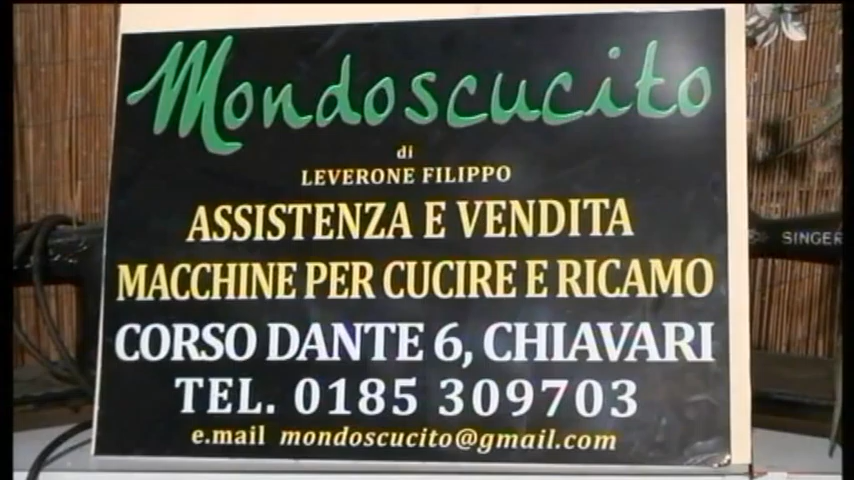 Mondoscucito
di
LEVERONE FILIPPO
ASSISTENZA E VENDITA
MACCHINE PER CUCIRE E RICAMO
CORSO DANTE 6, CHIAVARI
TEL. 0185 309703
e.mail mondoscucito@gmail.com
SINGER